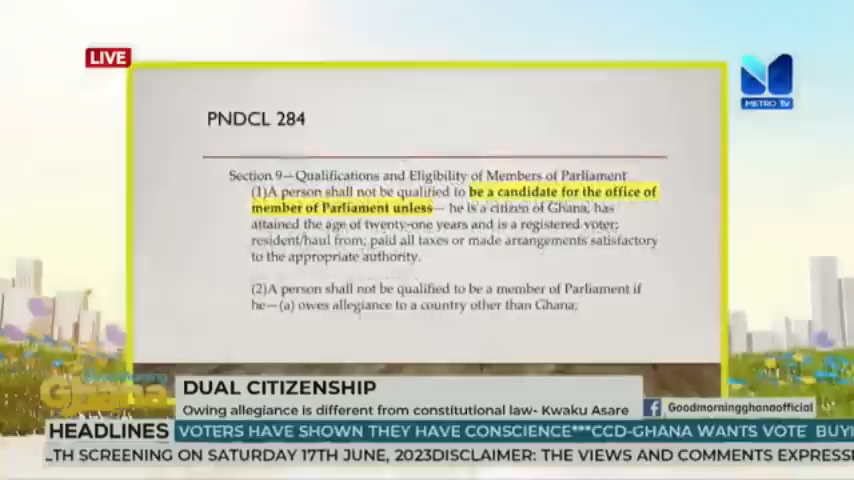 LIVE
METRO TV
PNDCL 284
Section 9—Qualifications and Eligibility of Members of Parliament
(1)A person shall not be qualified to be a candidate for the office of
member of Parliament unless— he is a citizen of Ghana, has
attained the age of twenty-one years and is a registered voter;
resident/haul from; paid all taxes or made arrangements satisfactory
to the appropriate authority.
(2)A person shall not be qualified to be a member of Parliament if
he—(a) owes allegiance to a country other than Ghana;
Ghana
DUAL CITIZENSHIP
Owing allegiance is different from constitutional law- Kwaku Asare
Goodmorningghanaofficial
HEADLINES
VOTERS HAVE SHOWN THEY HAVE CONSCIENCE***CCD-GHANA WANTS VOTE BUYI
LTH SCREENING ON SATURDAY 17TH JUNE, 2023DISCLAIMER: THE VIEWS AND COMMENTS EXPRESS